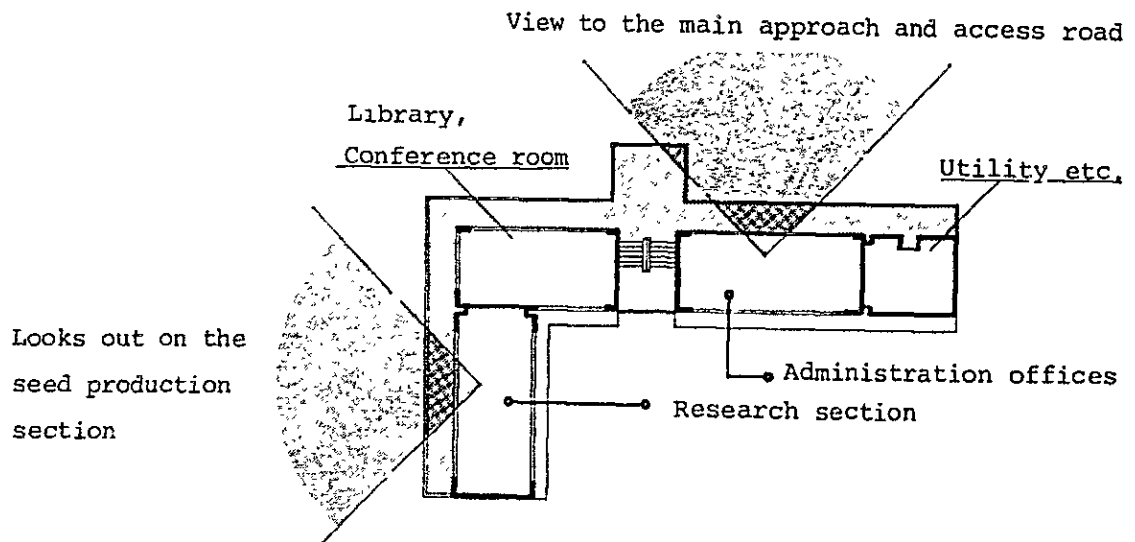 View to the main approach and access road
Library,
Conference room
Utility etc.
Looks out on the
seed production
section
Administration offices
Research section